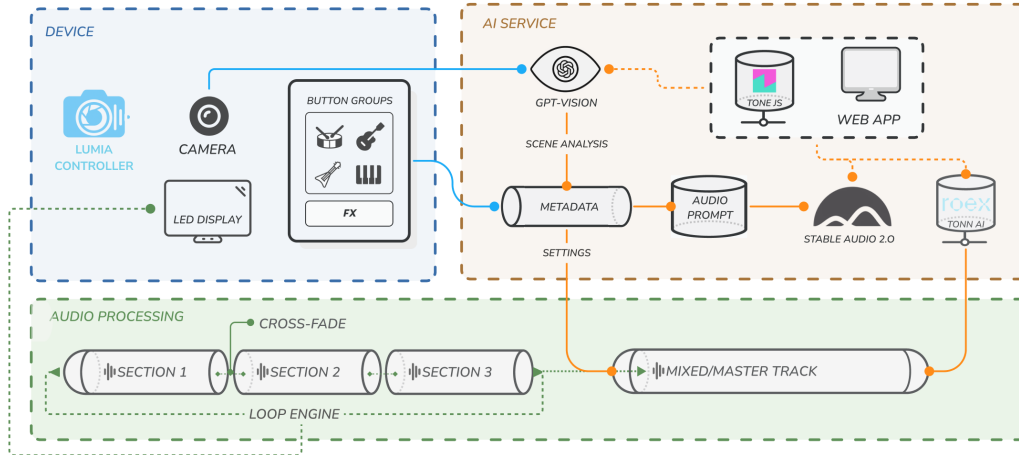 DEVICE
LUMIA
CONTROLLER
CAMERA
LED DISPLAY
BUTTON GROUPS
FX
AI SERVICE
GPT-VISION
SCENE ANALYSIS
TONE JS
WEB APP
METADATA
AUDIO
PROMPT
STABLE AUDIO 2.0
roex
TONN AI
SETTINGS
AUDIO PROCESSING
CROSS-FADE
SECTION 1
SECTION 2
SECTION 3
MIXED/MASTER TRACK
LOOP ENGINE